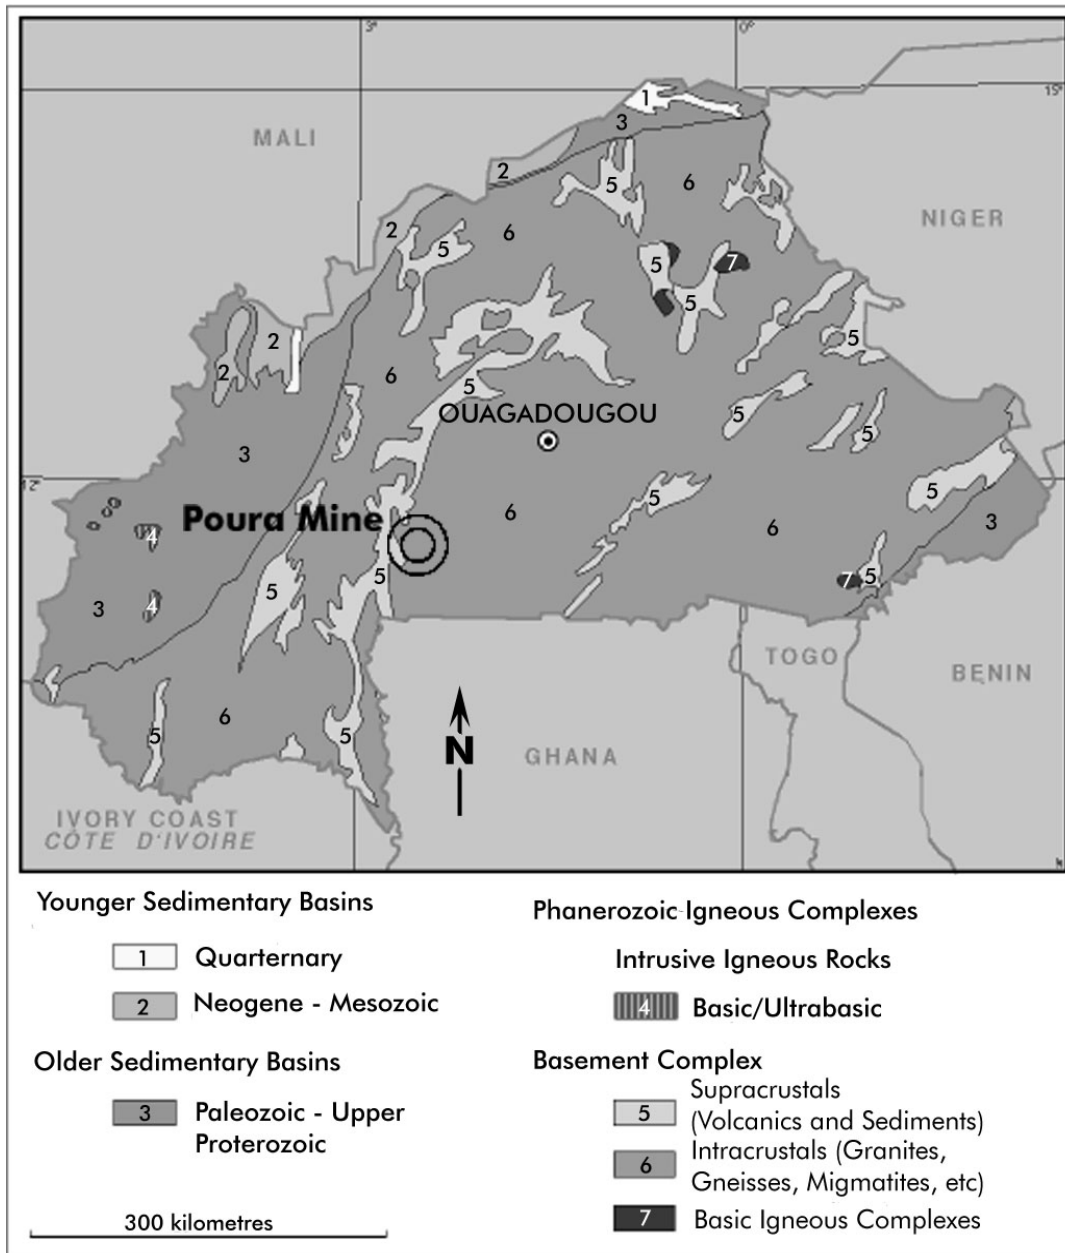 3°
0°
15°
1
MALI
3
2
5
6
NIGER
2
6
5
5
7
5
2
5
2
6
5
OUAGADOUGOU
5
5
3
12°
5
5
Poura Mine
6
6
3
4
5
5
7
5
3
4
TOGO
BENIN
6
5
5
N
GHANA
IVORY COAST
CÔTE D'IVOIRE
Younger Sedimentary Basins
1 Quarternary
2 Neogene - Mesozoic
Older Sedimentary Basins
3 Paleozoic - Upper
Proterozoic
300 kilometres
Phanerozoic Igneous Complexes
Intrusive Igneous Rocks
4 Basic/Ultrabasic
Basement Complex
Supracrustals
5 (Volcanics and Sediments)
6 Intracrustals (Granites,
Gneisses, Migmatites, etc)
7 Basic Igneous Complexes